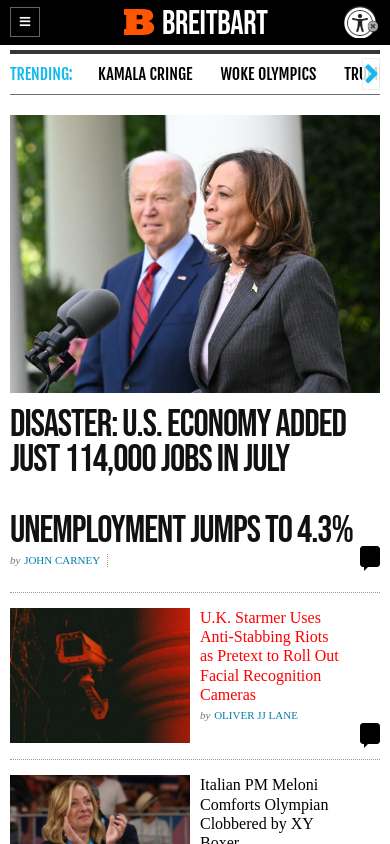 BREITBART
TRENDING: KAMALA CRINGE WOKE OLYMPICS
DISASTER: U.S. ECONOMY ADDED
JUST 114,000 JOBS IN JULY
UNEMPLOYMENT JUMPS TO 4.3%
by JOHN CARNEY
U.K. Starmer Uses
Anti-Stabbing Riots
as Pretext to Roll Out
Facial Recognition
Cameras
by OLIVER JJ LANE
Italian PM Meloni
Comforts Olympian
Clobbered by XY
Boxer